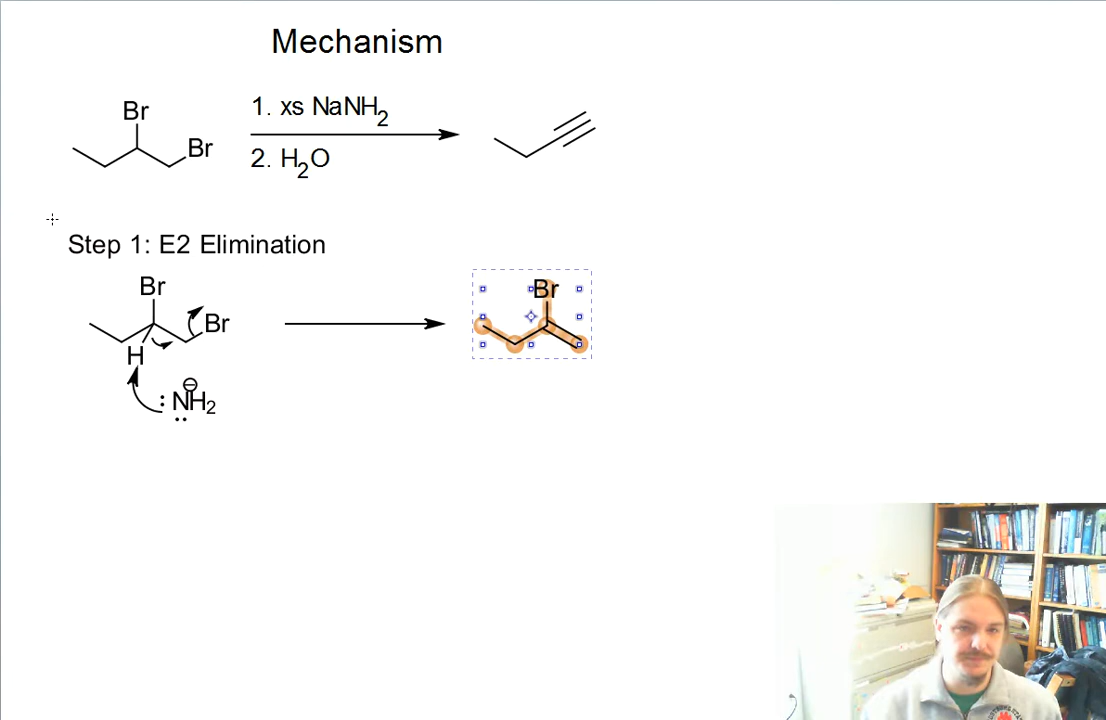 Mechanism
Br
Br
1. xs NaNH₂
2. H₂O
Step 1: E2 Elimination
Br
Br
H
:NH₂
⊖
Br